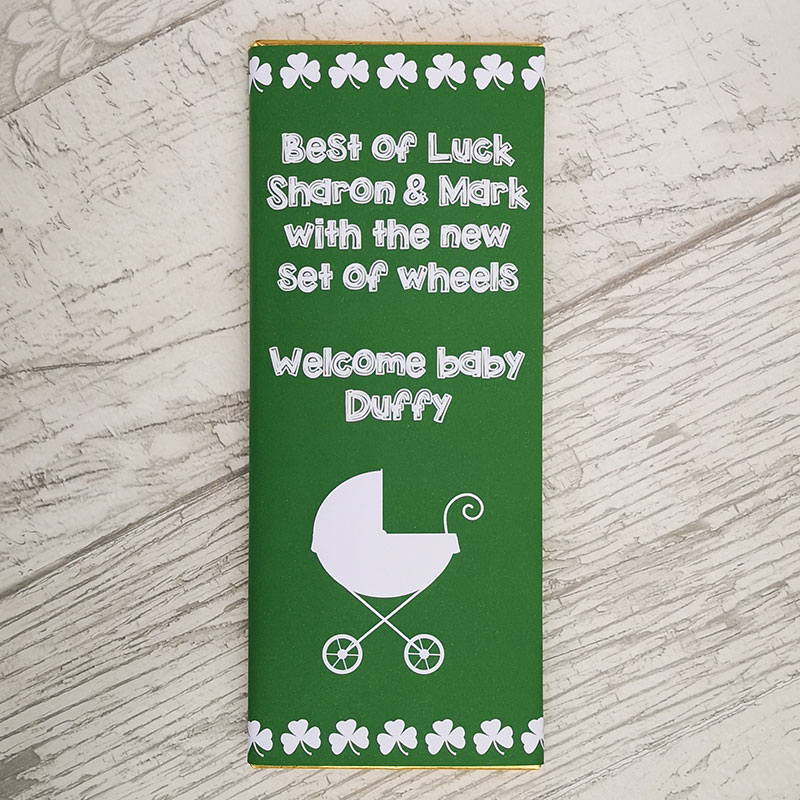 Best of Luck
Sharon & Mark
with the new
set of wheels
Welcome baby
Duffy